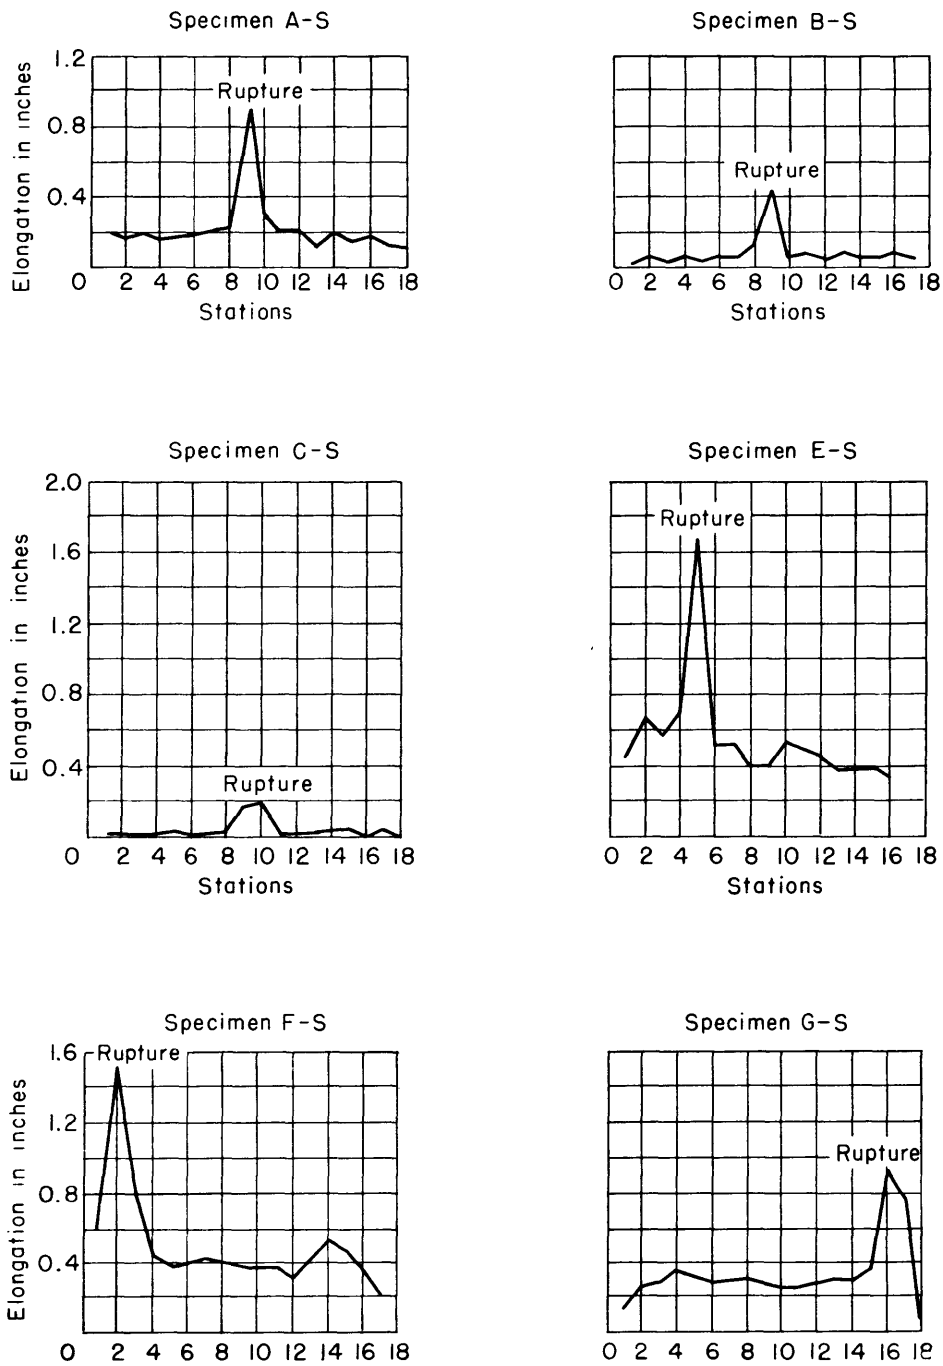 Specimen A-S
1.2
Rupture
0.8
0.4
Elongation in inches
0 2 4 6 8 10 12 14 16 18
Stations
Specimen B-S
Rupture
0 2 4 6 8 10 12 14 16 18
Stations
Specimen C-S
2.0
1.6
1.2
0.8
0.4
Elongation in inches
Rupture
0 2 4 6 8 10 12 14 16 18
Stations
Specimen E-S
Rupture
0 2 4 6 8 10 12 14 16 18
Stations
Specimen F-S
1.6
Rupture
1.2
0.8
0.4
Elongation in inches
0 2 4 6 8 10 12 14 16 18
Specimen G-S
Rupture
0 2 4 6 8 10 12 14 16 18